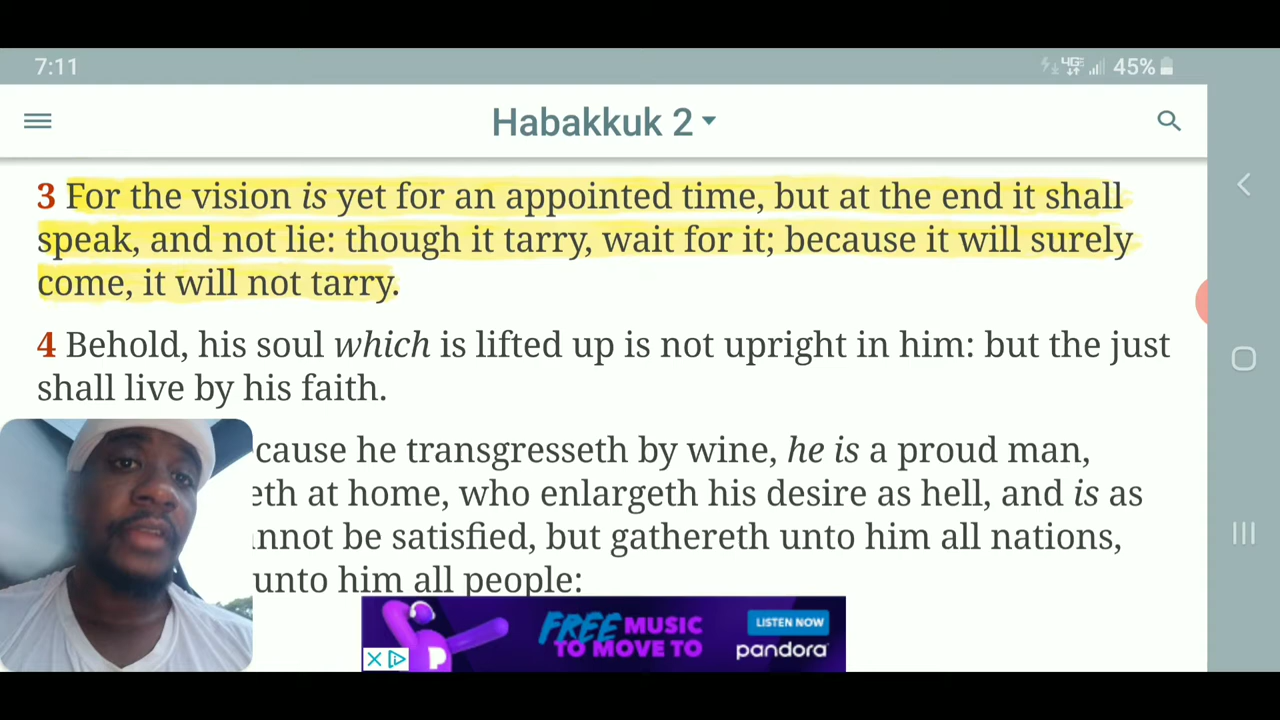 7:11
4G 45%
Habakkuk 2
3 For the vision is yet for an appointed time, but at the end it shall
speak, and not lie: though it tarry, wait for it; because it will surely
come, it will not tarry.
4 Behold, his soul which is lifted up is not upright in him: but the just
shall live by his faith.
cause he transgresseth by wine, he is a proud man,
eth at home, who enlargeth his desire as hell, and is as
nnot be satisfied, but gathereth unto him all nations,
unto him all people:
FREE MUSIC
TO MOVE TO
LISTEN NOW
pandora